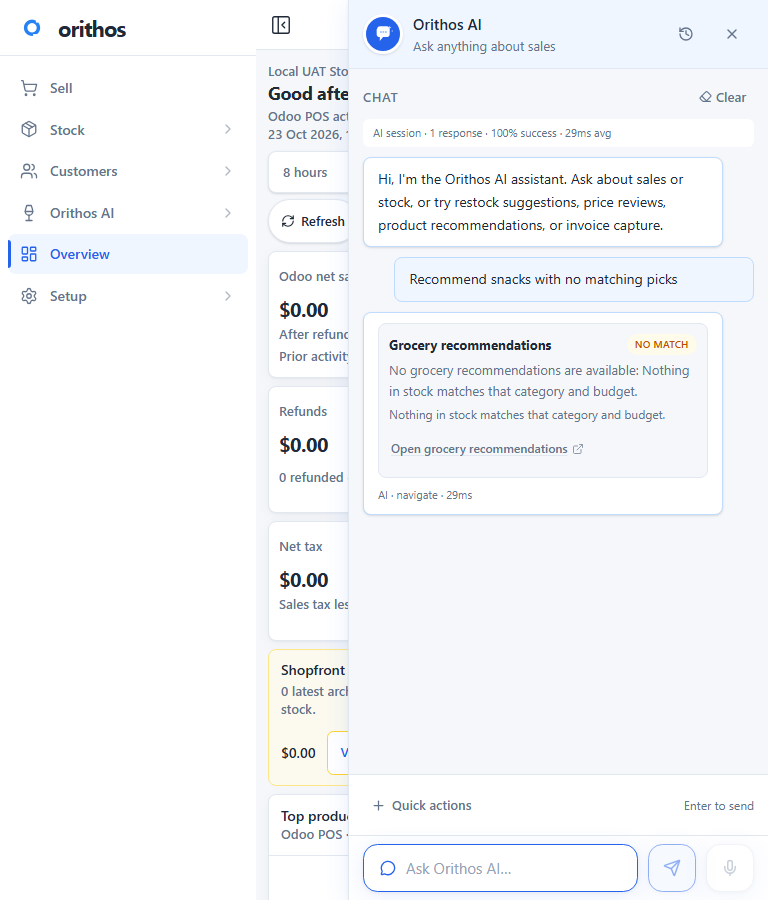 orithos
Sell
Stock
Customers
Orithos AI
Overview
Setup
Local UAT Sto
Good afte
Odoo POS act
23 Oct 2026,
8 hours
Refresh
Odoo net sa
$0.00
After refund
Prior activity
Refunds
$0.00
0 refunded
Net tax
$0.00
Sales tax les
Shopfront
0 latest arch
stock.
$0.00
V
Top produc
Odoo POS ·
Orithos AI
Ask anything about sales
CHAT
Clear
AI session · 1 response · 100% success · 29ms avg
Hi, I'm the Orithos AI assistant. Ask about sales or
stock, or try restock suggestions, price reviews,
product recommendations, or invoice capture.
Recommend snacks with no matching picks
Grocery recommendations
NO MATCH
No grocery recommendations are available: Nothing
in stock matches that category and budget.
Nothing in stock matches that category and budget.
Open grocery recommendations
AI · navigate · 29ms
Quick actions
Enter to send
Ask Orithos AI...